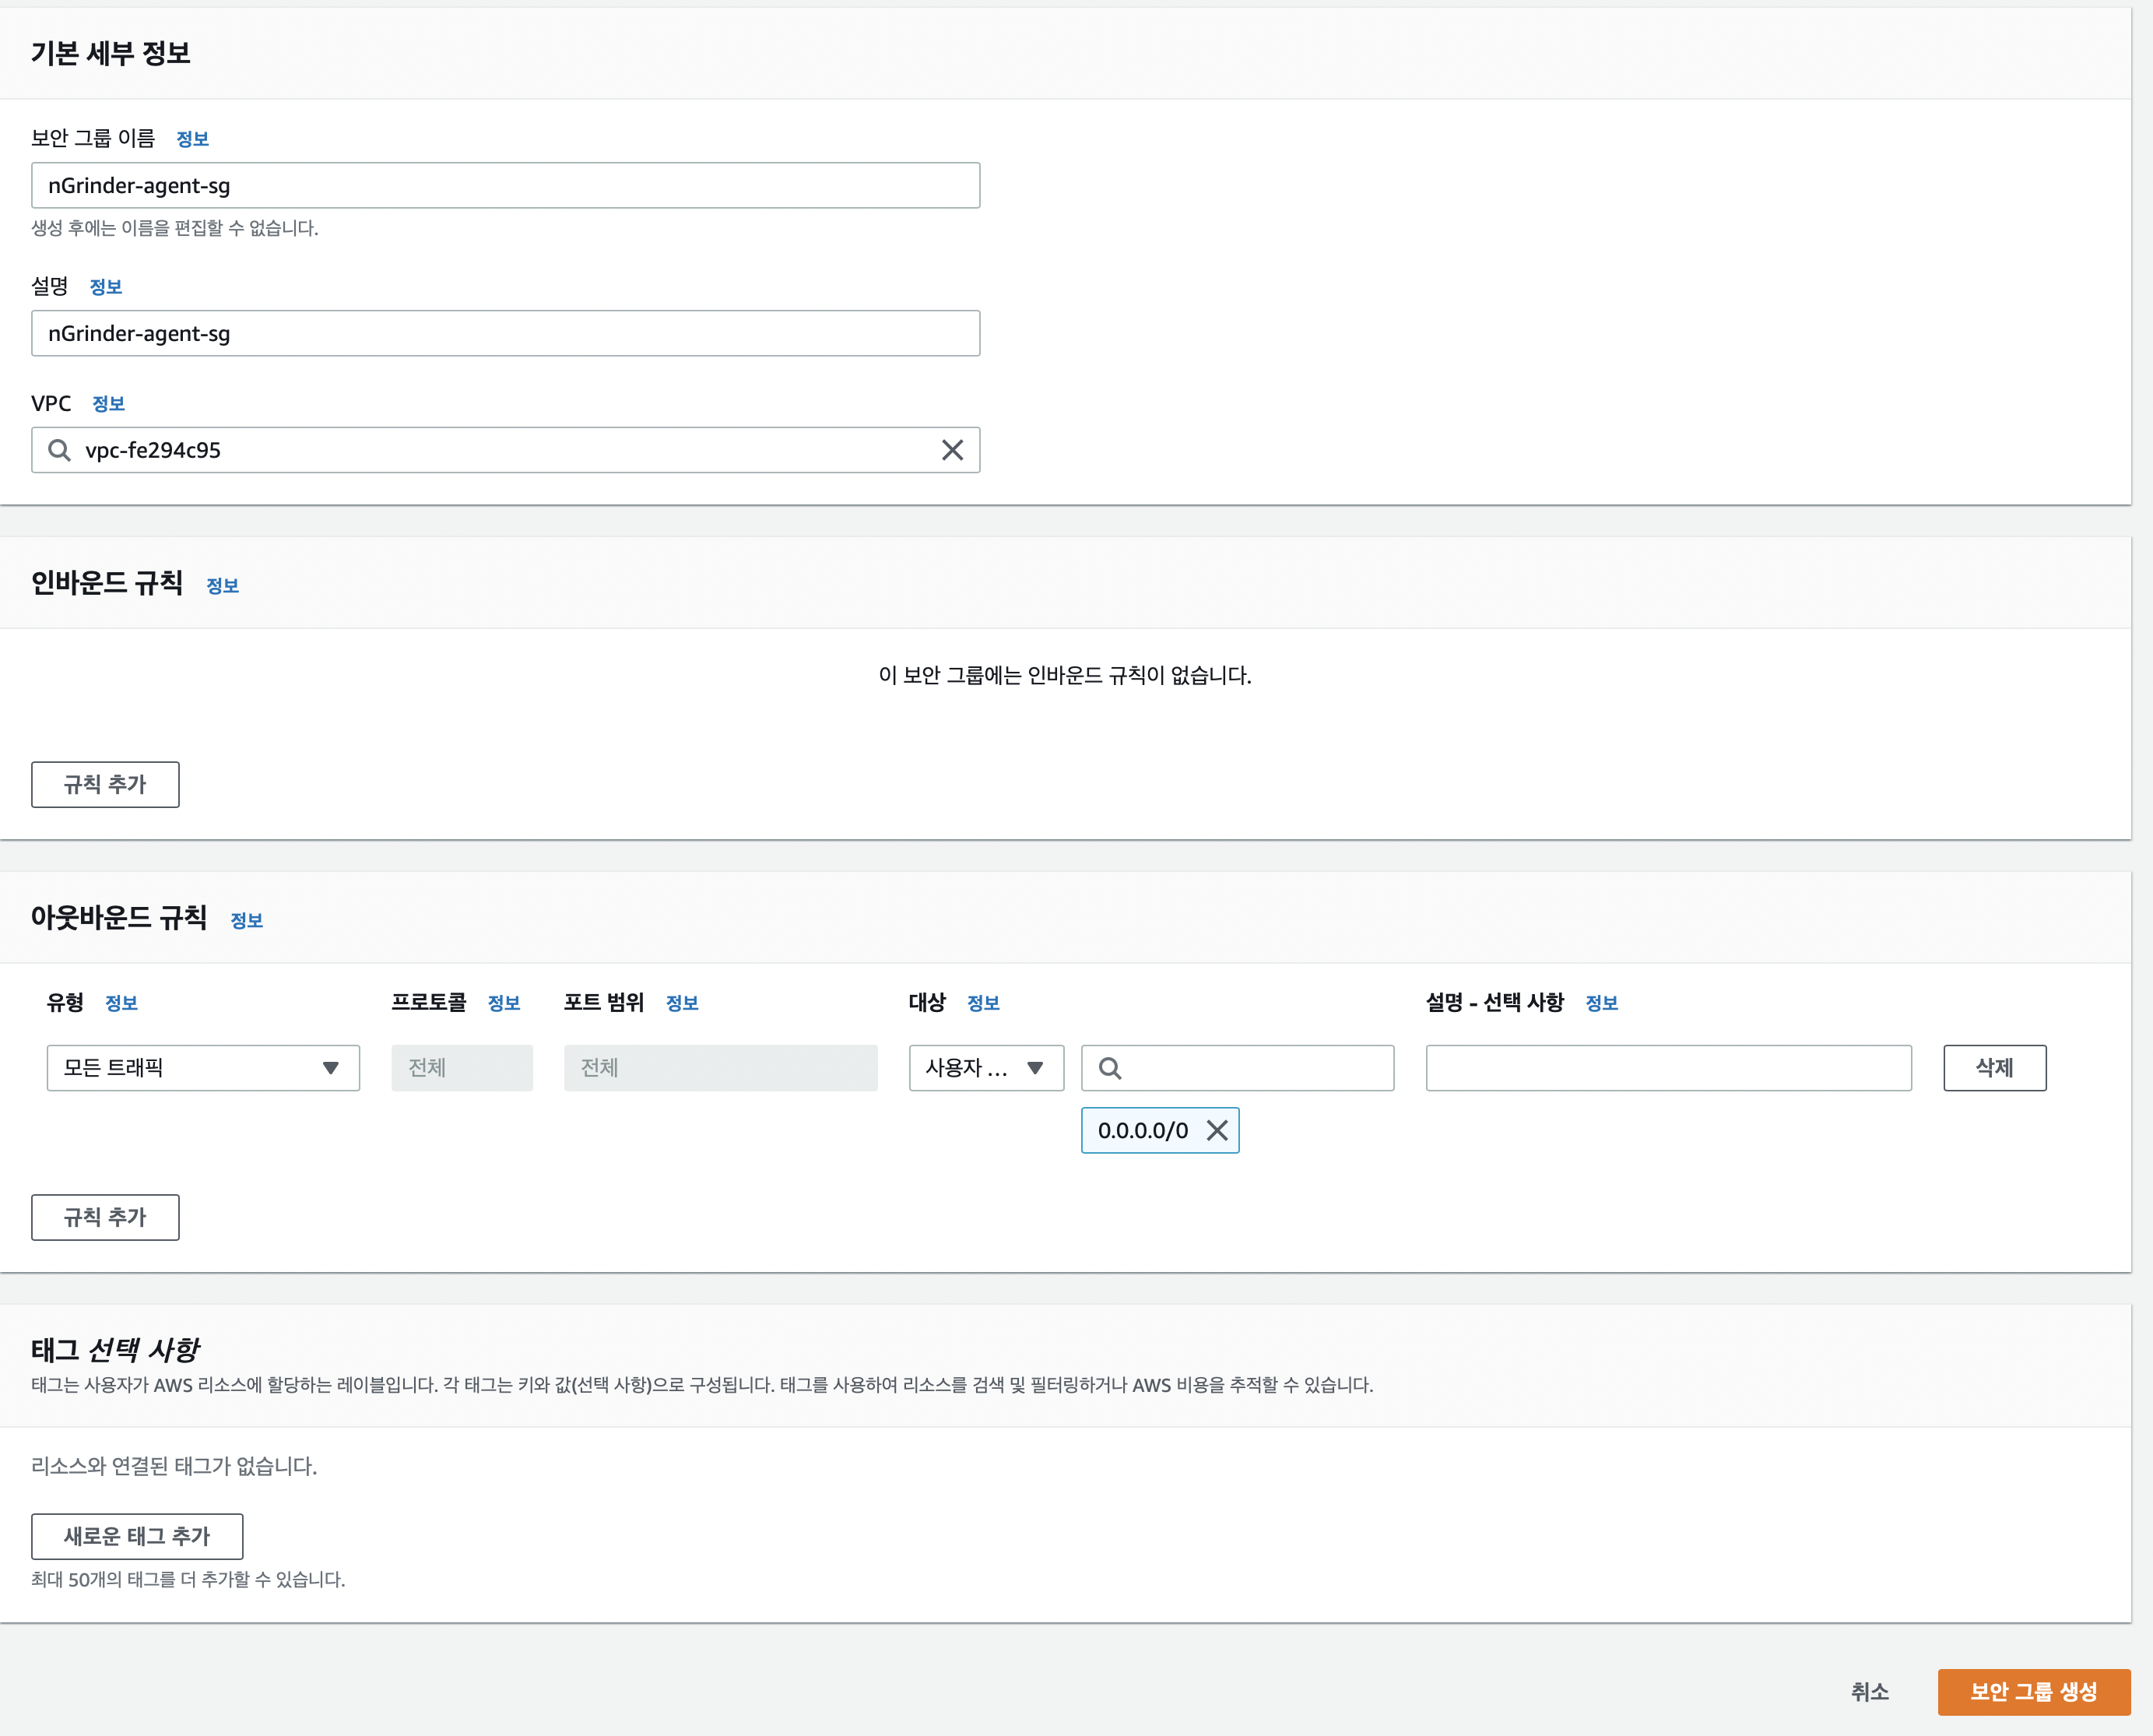 기본 세부 정보
보안 그룹 이름 정보
nGrinder-agent-sg
생성 후에는 이름을 편집할 수 없습니다.
설명 정보
nGrinder-agent-sg
VPC 정보
vpc-fe294c95
인바운드 규칙 정보
이 보안 그룹에는 인바운드 규칙이 없습니다.
규칙 추가
아웃바운드 규칙 정보
유형 정보 프로토콜 정보 포트 범위 정보 대상 정보 설명 - 선택 사항 정보
모든 트래픽 전체 전체 사용자 ... 삭제
0.0.0.0/0
규칙 추가
태그 선택 사항
태그는 사용자가 AWS 리소스에 할당하는 레이블입니다. 각 태그는 키와 값(선택 사항)으로 구성됩니다. 태그를 사용하여 리소스를 검색 및 필터링하거나 AWS 비용을 추적할 수 있습니다.
리소스와 연결된 태그가 없습니다.
새로운 태그 추가
최대 50개의 태그를 더 추가할 수 있습니다.
취소 보안 그룹 생성